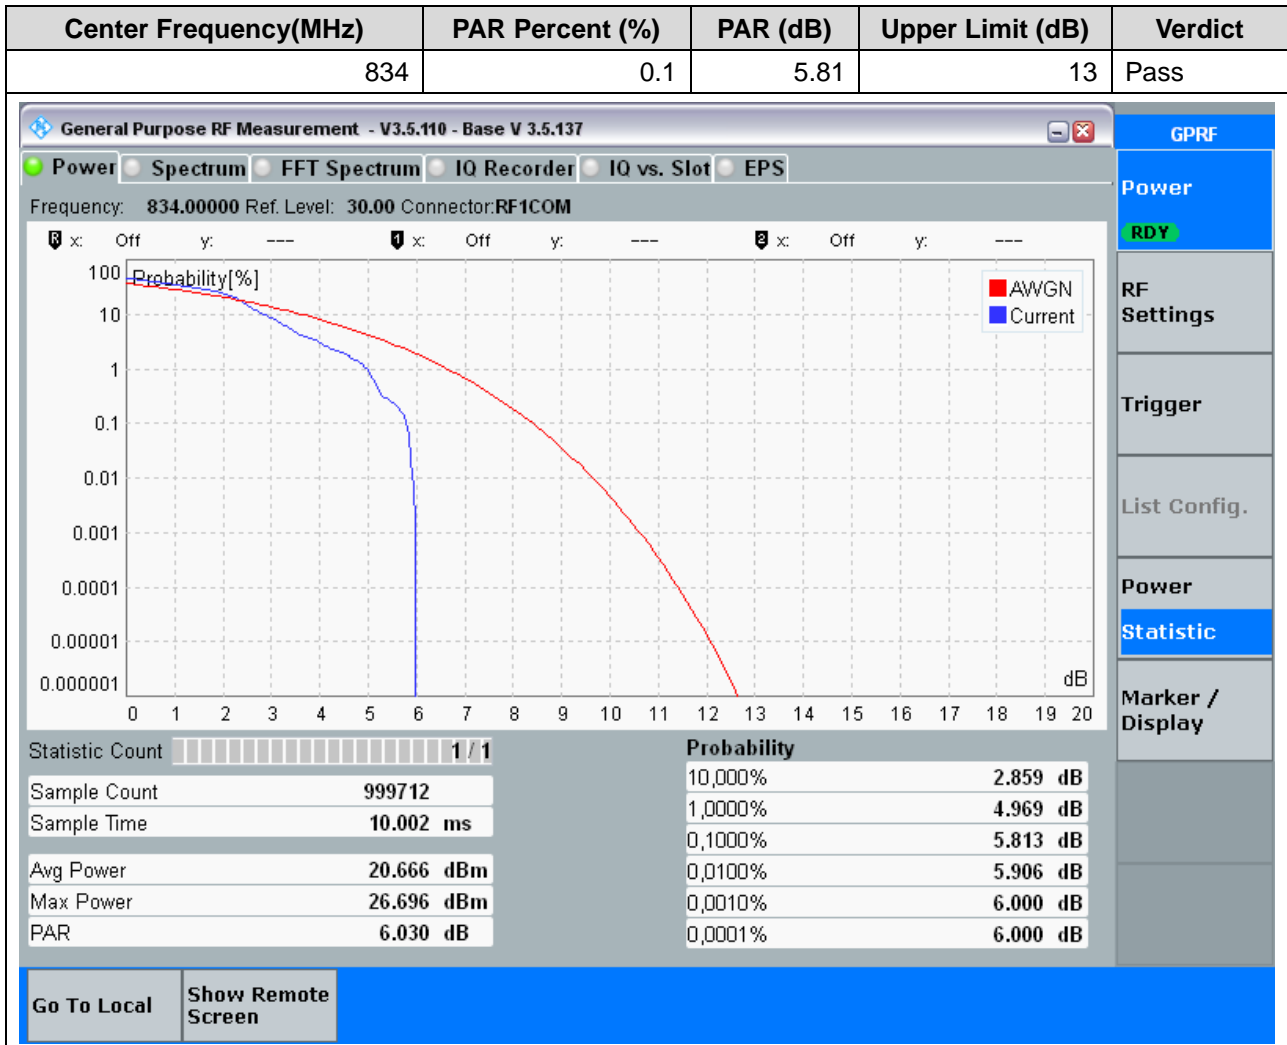 Center Frequency(MHz) PAR Percent (%) PAR (dB) Upper Limit (dB) Verdict
834 0.1 5.81 13 Pass
General Purpose RF Measurement - V3.5.110 - Base V 3.5.137
GPRF
Power Spectrum FFT Spectrum IQ Recorder IQ vs. Slot EPS
Power
RDY
Frequency: 834.00000 Ref. Level: 30.00 Connector:RF1COM
R x: Off y: --- 1 x: Off y: --- 2 x: Off y: ---
Probability[%]
AWGN
Current
100
10
1
0.1
0.01
0.001
0.0001
0.00001
0.000001
dB
0 1 2 3 4 5 6 7 8 9 10 11 12 13 14 15 16 17 18 19 20
RF
Settings
Trigger
List Config.
Power
Statistic
Marker /
Display
Statistic Count 1 / 1
Sample Count 999712
Sample Time 10.002 ms
Avg Power 20.666 dBm
Max Power 26.696 dBm
PAR 6.030 dB
Probability
10,000% 2.859 dB
1,0000% 4.969 dB
0,1000% 5.813 dB
0,0100% 5.906 dB
0,0010% 6.000 dB
0,0001% 6.000 dB
Go To Local
Show Remote
Screen